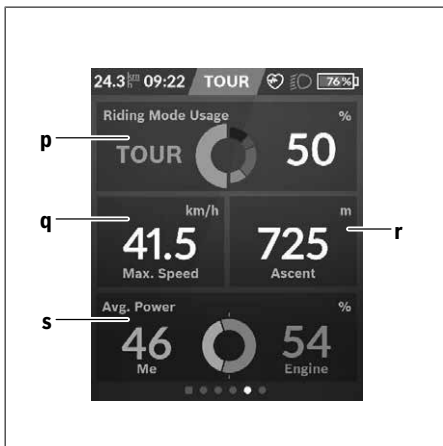 24.3 km/h 09:22 TOUR 76%
Riding Mode Usage %
p TOUR 50
q km/h m
41.5 725 r
Max. Speed Ascent
Avg. Power %
s 46 54
Me Engine